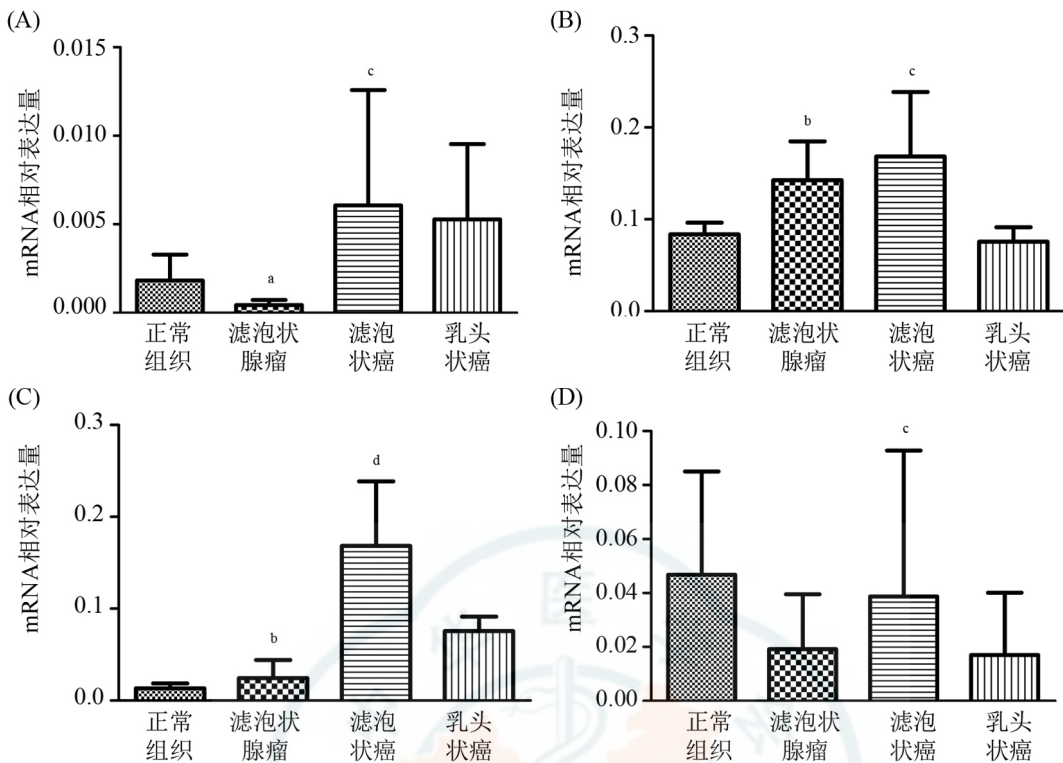 (A)
mRNA相对表达量
0.015
0.010
0.005
0.000
a
c
正常
组织
滤泡状
腺瘤
滤泡
状癌
乳头
状癌
(B)
mRNA相对表达量
0.3
0.2
0.1
0.0
b
c
正常
组织
滤泡状
腺瘤
滤泡
状癌
乳头
状癌
(C)
mRNA相对表达量
0.3
0.2
0.1
0.0
b
d
正常
组织
滤泡状
腺瘤
滤泡
状癌
乳头
状癌
(D)
mRNA相对表达量
0.10
0.08
0.06
0.04
0.02
0.00
c
正常
组织
滤泡状
腺瘤
滤泡
状癌
乳头
状癌
医